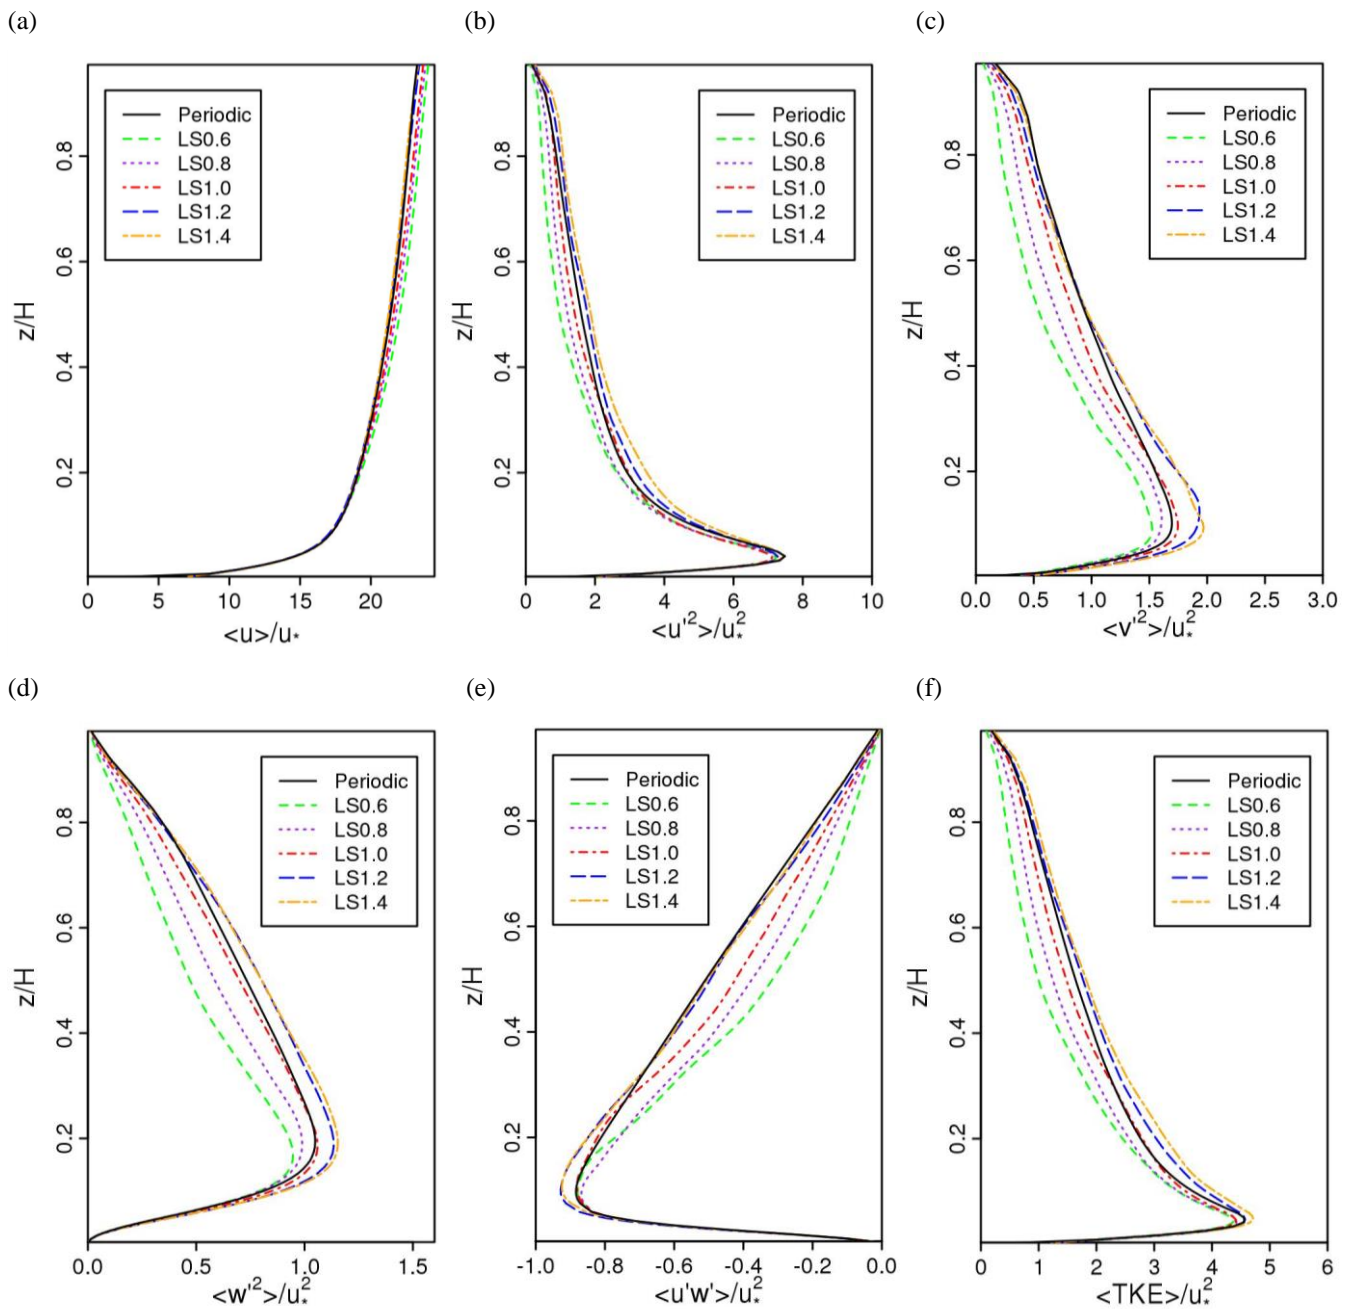 (a)
(b)
(c)
Periodic
LS0.6
LS0.8
LS1.0
LS1.2
LS1.4
Periodic
LS0.6
LS0.8
LS1.0
LS1.2
LS1.4
Periodic
LS0.6
LS0.8
LS1.0
LS1.2
LS1.4
z/H
0.2 0.4 0.6 0.8
z/H
0.2 0.4 0.6 0.8
z/H
0.2 0.4 0.6 0.8
0 5 10 15 20
0 2 4 6 8 10
0.0 0.5 1.0 1.5 2.0 2.5 3.0
<u>/u*
<u'²>/u*²
<v'²>/u*²
(d)
(e)
(f)
Periodic
LS0.6
LS0.8
LS1.0
LS1.2
LS1.4
Periodic
LS0.6
LS0.8
LS1.0
LS1.2
LS1.4
Periodic
LS0.6
LS0.8
LS1.0
LS1.2
LS1.4
z/H
0.2 0.4 0.6 0.8
z/H
0.2 0.4 0.6 0.8
z/H
0.2 0.4 0.6 0.8
0.0 0.5 1.0 1.5
-1.0 -0.8 -0.6 -0.4 -0.2 0.0
0 1 2 3 4 5 6
<w'²>/u*²
<u'w'>/u*²
<TKE>/u*²